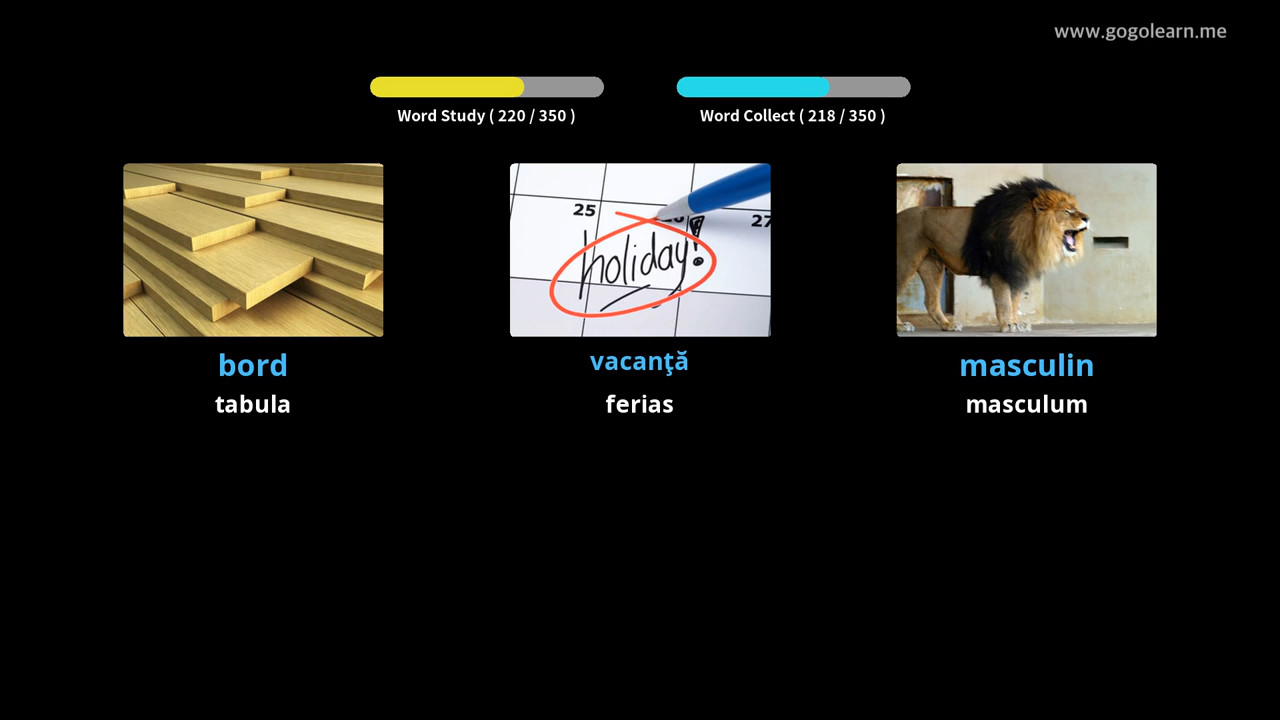 www.gogolearn.me
Word Study ( 220 / 350 )
Word Collect ( 218 / 350 )
25
27
holiday!
bord
vacanţă
masculin
tabula
ferias
masculum